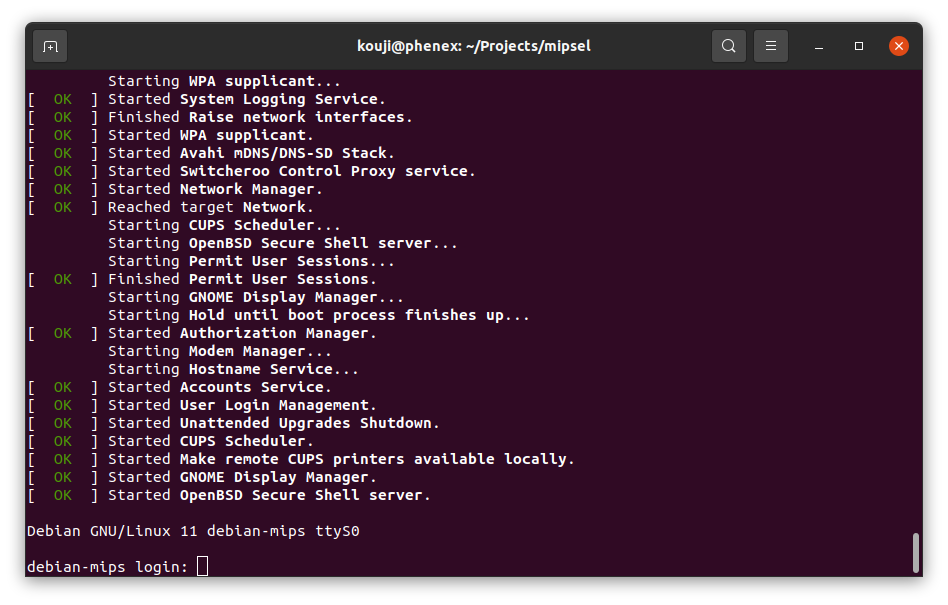 kouji@phenex: ~/Projects/mipsel
Starting WPA supplicant...
[  OK  ] Started System Logging Service.
[  OK  ] Finished Raise network interfaces.
[  OK  ] Started WPA supplicant.
[  OK  ] Started Avahi mDNS/DNS-SD Stack.
[  OK  ] Started Switcheroo Control Proxy service.
[  OK  ] Started Network Manager.
[  OK  ] Reached target Network.
Starting CUPS Scheduler...
Starting OpenBSD Secure Shell server...
Starting Permit User Sessions...
[  OK  ] Finished Permit User Sessions.
Starting GNOME Display Manager...
Starting Hold until boot process finishes up...
[  OK  ] Started Authorization Manager.
Starting Modem Manager...
Starting Hostname Service...
[  OK  ] Started Accounts Service.
[  OK  ] Started User Login Management.
[  OK  ] Started Unattended Upgrades Shutdown.
[  OK  ] Started CUPS Scheduler.
[  OK  ] Started Make remote CUPS printers available locally.
[  OK  ] Started GNOME Display Manager.
[  OK  ] Started OpenBSD Secure Shell server.
Debian GNU/Linux 11 debian-mips ttyS0
debian-mips login: